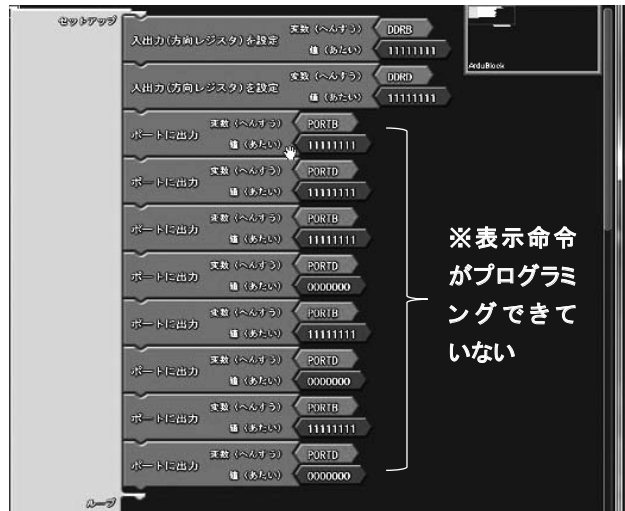 セットアップ
入出力(方向レジスタ)を設定
変数 (へんすう) DDRB
値 (あたい) 11111111
入出力(方向レジスタ)を設定
変数 (へんすう) DDRD
値 (あたい) 11111111
ポートに出力
変数 (へんすう) PORTB
値 (あたい) 11111111
ポートに出力
変数 (へんすう) PORTD
値 (あたい) 11111111
ポートに出力
変数 (へんすう) PORTB
値 (あたい) 11111111
ポートに出力
変数 (へんすう) PORTD
値 (あたい) 0000000
ポートに出力
変数 (へんすう) PORTB
値 (あたい) 11111111
ポートに出力
変数 (へんすう) PORTD
値 (あたい) 0000000
ポートに出力
変数 (へんすう) PORTB
値 (あたい) 11111111
ポートに出力
変数 (へんすう) PORTD
値 (あたい) 0000000
ループ
ArduBlock
※表示命令
がプログラミ
ングできて
いない